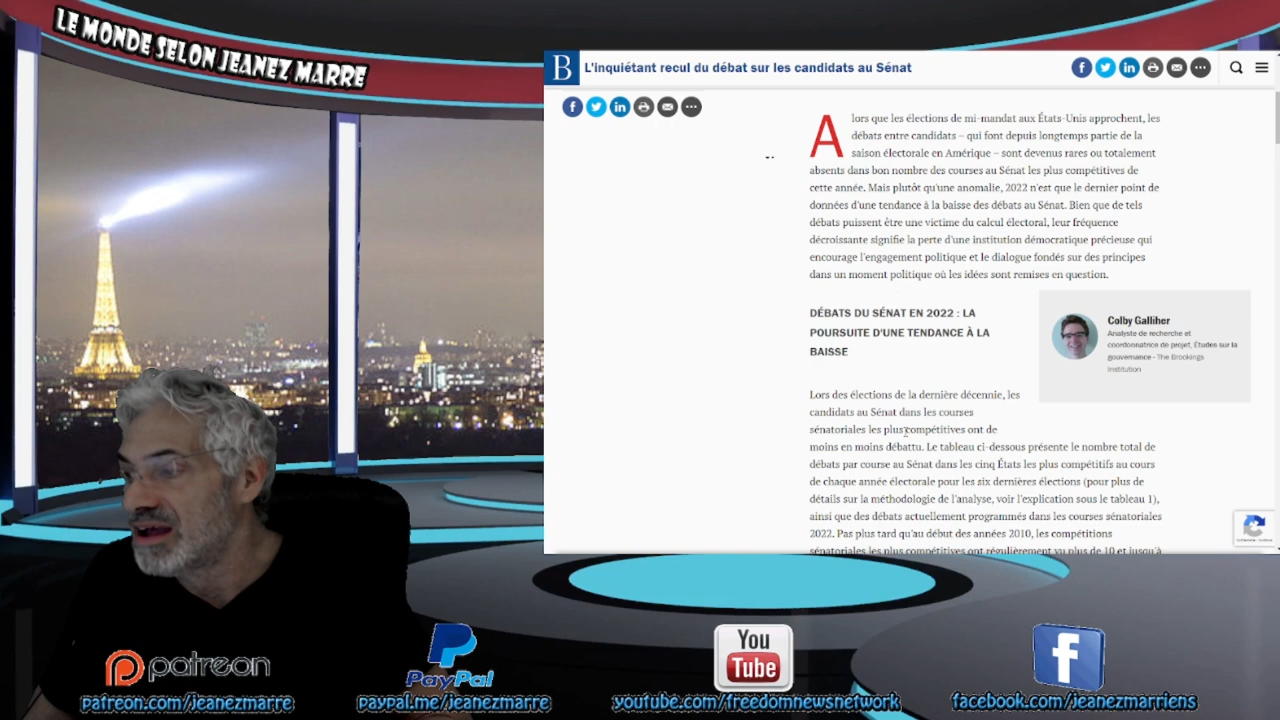 LE MONDE SELON JEANEZ MARRE
B
L'inquiétant recul du débat sur les candidats au Sénat
Alors que les élections de mi-mandat aux États-Unis approchent, les
débats entre candidats – qui font depuis longtemps partie de la
saison électorale en Amérique – sont devenus rares ou totalement
absents dans bon nombre des courses au Sénat les plus compétitives de
cette année. Mais plutôt qu'une anomalie, 2022 n'est que le dernier point de
données d'une tendance à la baisse des débats au Sénat. Bien que de tels
débats puissent être une victime du calcul électoral, leur fréquence
décroissante signifie la perte d'une institution démocratique précieuse qui
encourage l'engagement politique et le dialogue fondés sur des principes
dans un moment politique où les idées sont remises en question.
DÉBATS DU SÉNAT EN 2022 : LA
POURSUITE D'UNE TENDANCE À LA
BAISSE
Colby Galliher
Analyste de recherche et
coordonnatrice de projet, Études sur la
gouvernance - The Brookings
Institution
Lors des élections de la dernière décennie, les
candidats au Sénat dans les courses
sénatoriales les plus compétitives ont de
moins en moins débattu. Le tableau ci-dessous présente le nombre total de
débats par course au Sénat dans les cinq États les plus compétitifs au cours
de chaque année électorale pour les six dernières élections (pour plus de
détails sur la méthodologie de l'analyse, voir l'explication sous le tableau 1),
ainsi que des débats actuellement programmés dans les courses sénatoriales
2022. Pas plus tard qu'au début des années 2010, les compétitions
sénatoriales les plus compétitives ont régulièrement vu plus de 10 et jusqu'à
patreon
patreon.com/jeanezmarre
PayPal
paypal.me/jeanezmarre
You
Tube
youtube.com/freedomnewsnetwork
f
facebook.com/jeanezmarriens